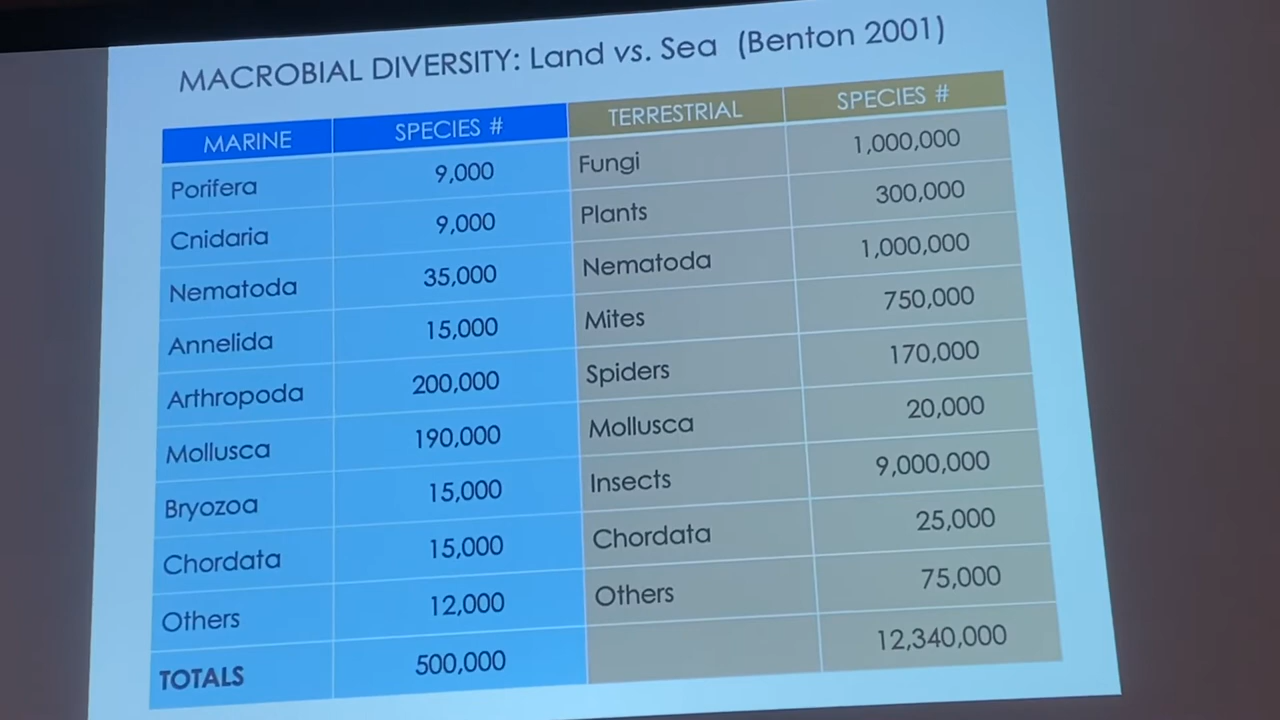 MACROBIAL DIVERSITY: Land vs. Sea (Benton 2001)
MARINE SPECIES # TERRESTRIAL SPECIES #
Porifera 9,000 Fungi 1,000,000
Cnidaria 9,000 Plants 300,000
Nematoda 35,000 Nematoda 1,000,000
Annelida 15,000 Mites 750,000
Arthropoda 200,000 Spiders 170,000
Mollusca 190,000 Mollusca 20,000
Bryozoa 15,000 Insects 9,000,000
Chordata 15,000 Chordata 25,000
Others 12,000 Others 75,000
TOTALS 500,000 12,340,000